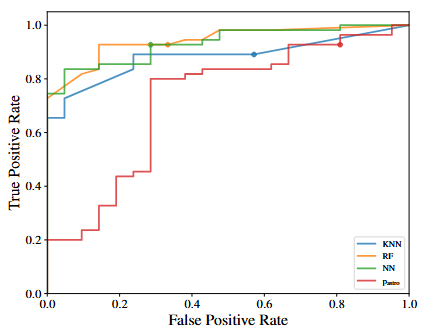 1.0
0.8
0.6
0.4
0.2
0.0
True Positive Rate
0.0 0.2 0.4 0.6 0.8 1.0
False Positive Rate
KNN
RF
NN
Pastro